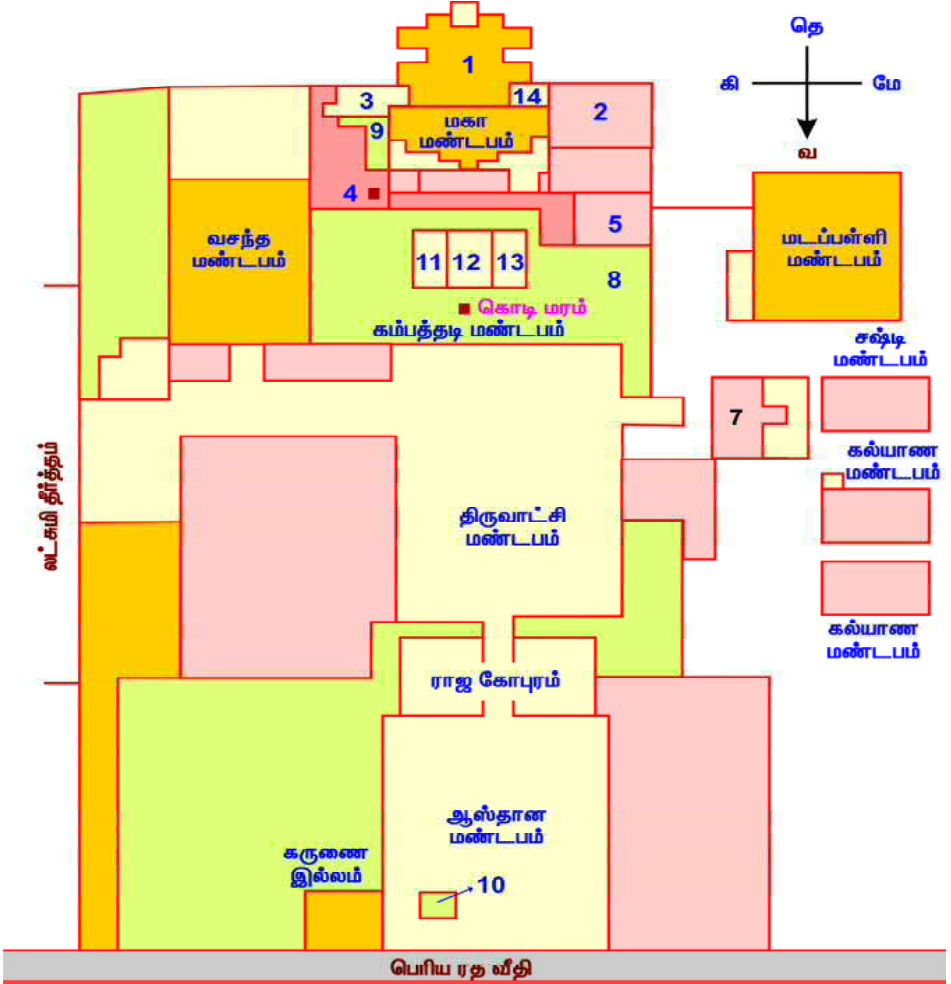 தெ
கி
மே
வ
1
14
3
2
மகா
மண்டபம்
9
4
5
வசந்த
மண்டபம்
மடப்பள்ளி
மண்டபம்
11
12
13
8
கொடி மரம்
கம்பத்தடி மண்டபம்
சஷ்டி
மண்டபம்
7
லட்சுமி தீர்த்தம்
கல்யாண
மண்டபம்
திருவாட்சி
மண்டபம்
கல்யாண
மண்டபம்
ராஜ கோபுரம்
ஆஸ்தான
மண்டபம்
கருணை
இல்லம்
10
பெரிய ரத வீதி